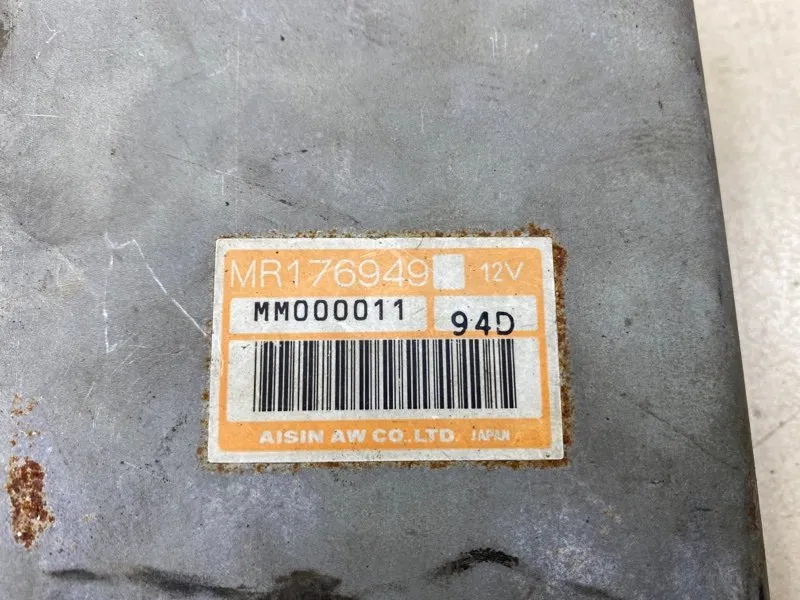 MR176949 12V
MM000011 94D
AISIN AW CO.,LTD. JAPAN